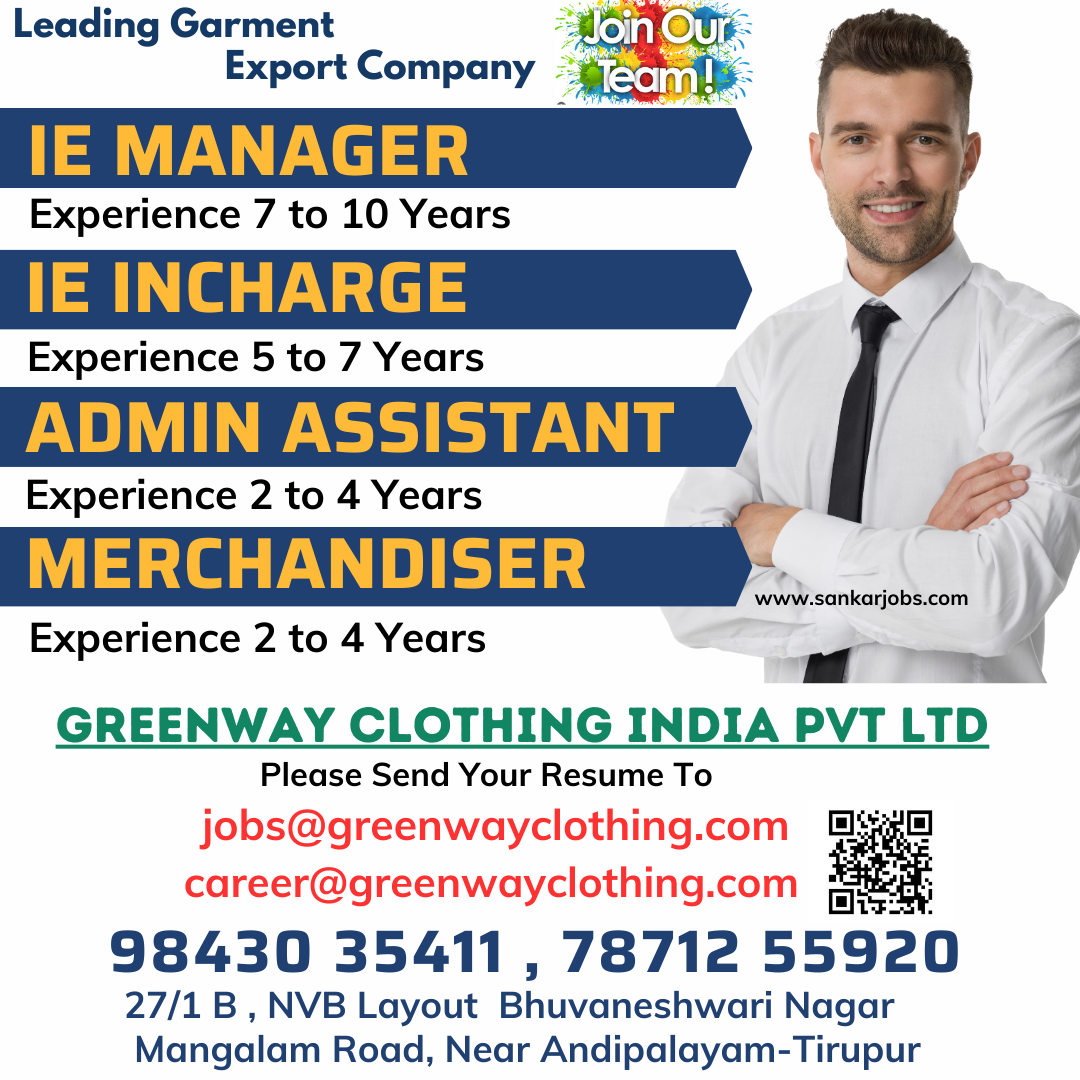 Leading Garment
Export Company
Join Our
Team!
IE MANAGER
Experience 7 to 10 Years
IE INCHARGE
Experience 5 to 7 Years
ADMIN ASSISTANT
Experience 2 to 4 Years
MERCHANDISER
www.sankarjobs.com
Experience 2 to 4 Years
GREENWAY CLOTHING INDIA PVT LTD
Please Send Your Resume To
jobs@greenwayclothing.com
career@greenwayclothing.com
98430 35411 , 78712 55920
27/1 B , NVB Layout Bhuvaneshwari Nagar
Mangalam Road, Near Andipalayam-Tirupur